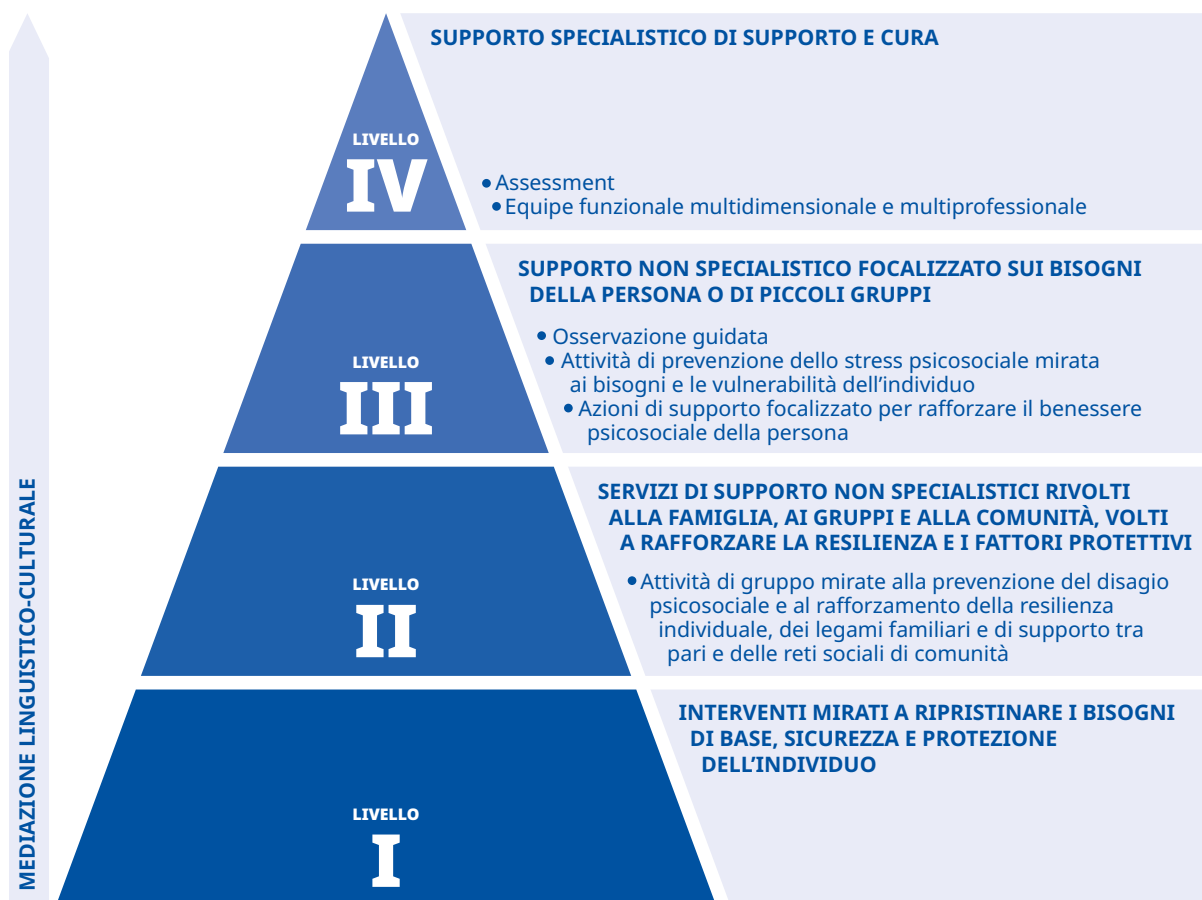 SUPPORTO SPECIALISTICO DI SUPPORTO E CURA
LIVELLO
IV
• Assessment
• Equipe funzionale multidimensionale e multiprofessionale
SUPPORTO NON SPECIALISTICO FOCALIZZATO SUI BISOGNI
DELLA PERSONA O DI PICCOLI GRUPPI
LIVELLO
III
• Osservazione guidata
• Attività di prevenzione dello stress psicosociale mirata
ai bisogni e le vulnerabilità dell'individuo
• Azioni di supporto focalizzato per rafforzare il benessere
psicosociale della persona
SERVIZI DI SUPPORTO NON SPECIALISTICI RIVOLTI
ALLA FAMIGLIA, AI GRUPPI E ALLA COMUNITÀ, VOLTI
A RAFFORZARE LA RESILIENZA E I FATTORI PROTETTIVI
LIVELLO
II
• Attività di gruppo mirate alla prevenzione del disagio
psicosociale e al rafforzamento della resilienza
individuale, dei legami familiari e di supporto tra
pari e delle reti sociali di comunità
INTERVENTI MIRATI A RIPRISTINARE I BISOGNI
DI BASE, SICUREZZA E PROTEZIONE
DELL'INDIVIDUO
LIVELLO
I
MEDIAZIONE LINGUISTICO-CULTURALE